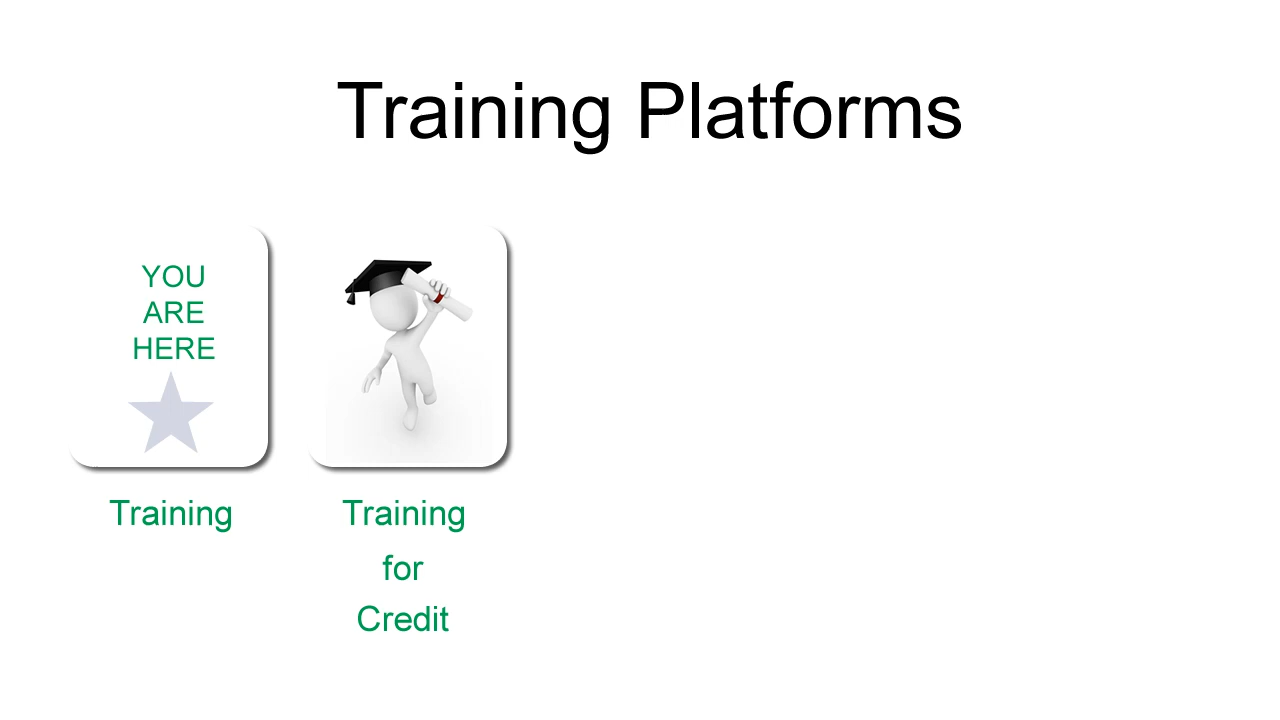 Training Platforms
YOU
ARE
HERE
Training
Training
for
Credit